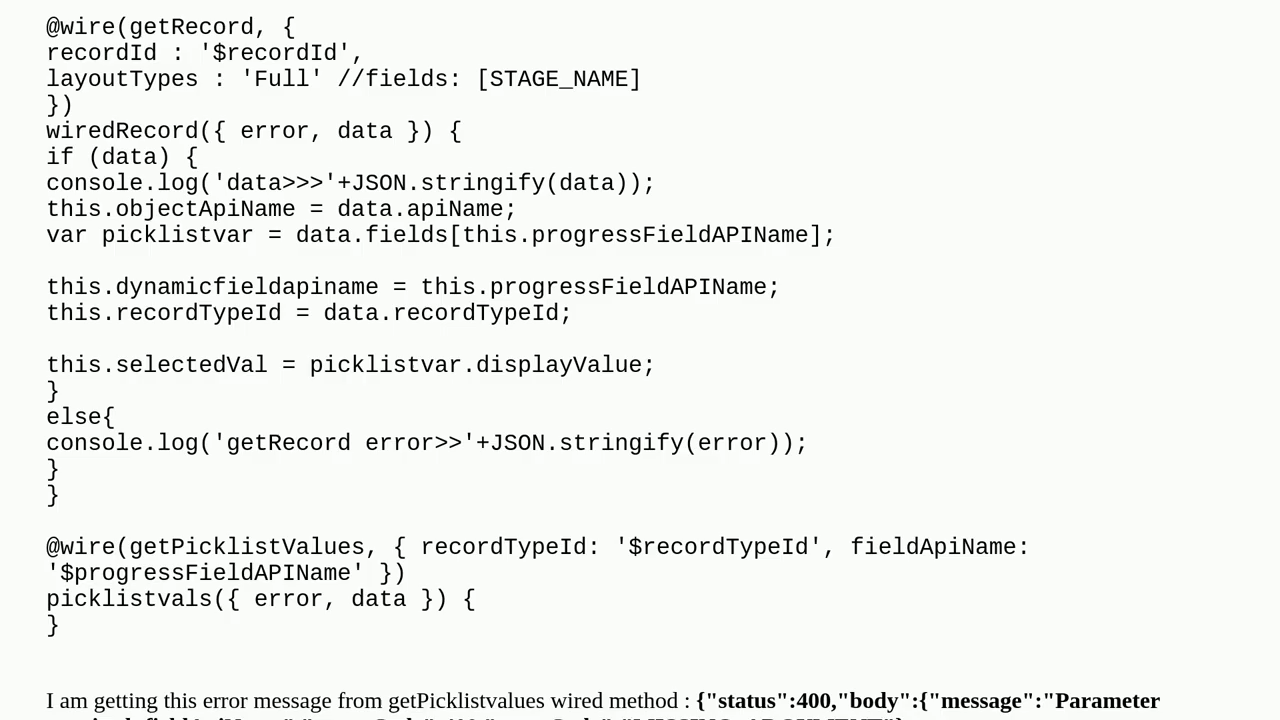 @wire(getRecord, {
recordId : '$recordId',
layoutTypes : 'Full' //fields: [STAGE_NAME]
})
wiredRecord({ error, data }) {
if (data) {
console.log('data>>>'+JSON.stringify(data));
this.objectApiName = data.apiName;
var picklistvar = data.fields[this.progressFieldAPIName];
this.dynamicfieldapiname = this.progressFieldAPIName;
this.recordTypeId = data.recordTypeId;
this.selectedVal = picklistvar.displayValue;
}
else{
console.log('getRecord error>>'+JSON.stringify(error));
}
}
@wire(getPicklistValues, { recordTypeId: '$recordTypeId', fieldApiName:
'$progressFieldAPIName' })
picklistvals({ error, data }) {
}
I am getting this error message from getPicklistvalues wired method : {"status":400,"body":{"message":"Parameter